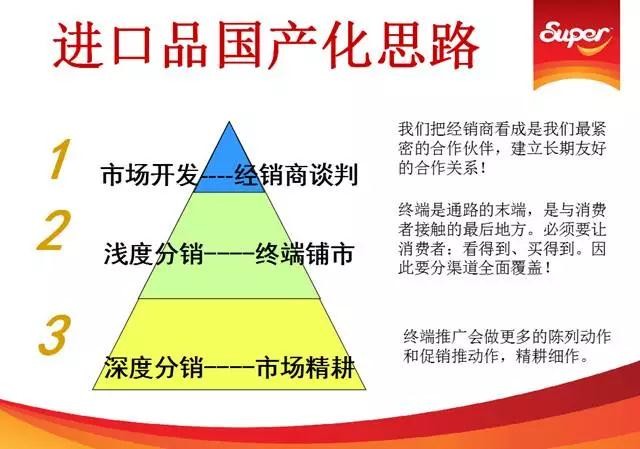 进口品国产化思路
Super
1
市场开发----经销商谈判
我们把经销商看成是我们最紧
密的合作伙伴，建立长期友好
的合作关系！
2
浅度分销----终端铺市
终端是通路的末端，是与消费
者接触的最后地方。必须要让
消费者：看得到、买得到。因
此要分渠道全面覆盖！
3
深度分销----市场精耕
终端推广会做更多的陈列动作
和促销推动作，精耕细作。